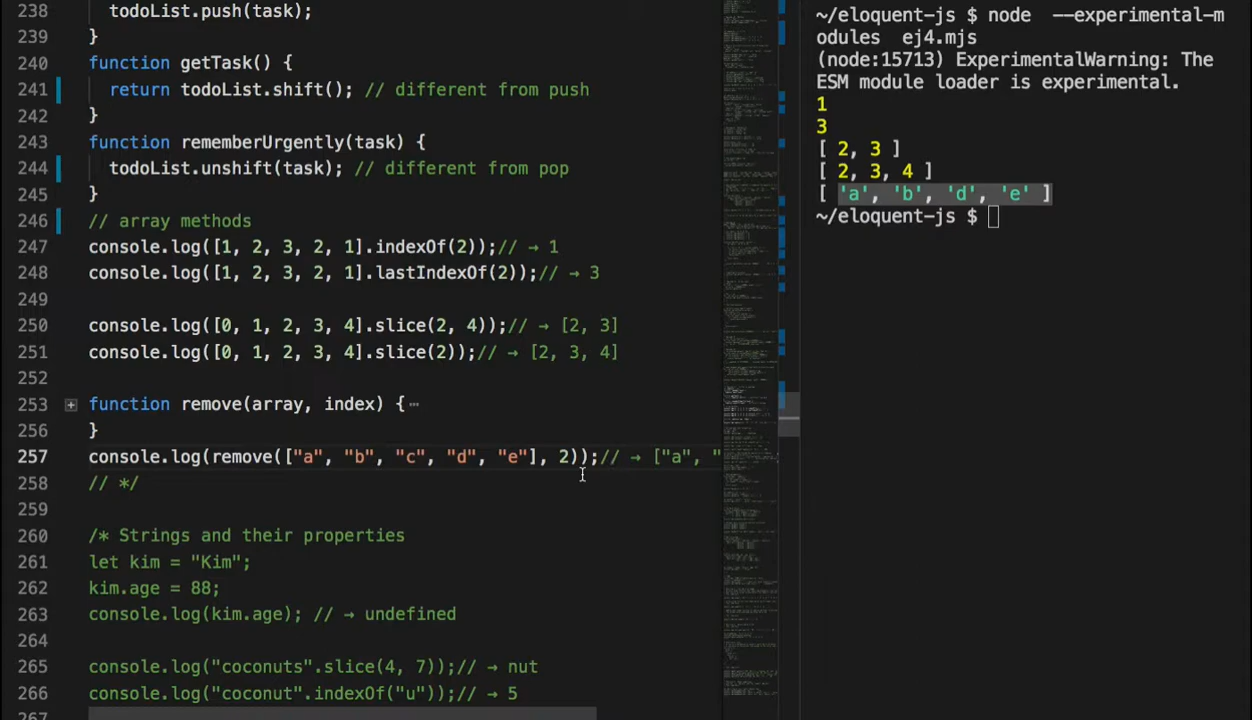 238 todoList.push(task);
239 }
240 function getTask() {
241 return todoList.shift(); // different from push
242 }
243 function rememberUrgently(task) {
244 todoList.unshift(task); // different from pop
245 }
246 // array methods
247 console.log([1, 2, 3, 2, 1].indexOf(2));// → 1
248 console.log([1, 2, 3, 2, 1].lastIndexOf(2));// → 3
249
250 console.log([0, 1, 2, 3, 4].slice(2, 4));// → [2, 3]
251 console.log([0, 1, 2, 3, 4].slice(2));// → [2, 3, 4]
252
253 function remove(array, index) {⋯
256 }
257 console.log(remove(["a", "b", "c", "d", "e"], 2));// → ["a", "
258 // */
259
260 /* Strings and their properties
261 let kim = "Kim";
262 kim.age = 88;
263 console.log(kim.age); // → undefined
264
265 console.log("coconuts".slice(4, 7));// → nut
266 console.log("coconut".indexOf("u"));// → 5
267
~/eloquent-js $ node --experimental-m
odules ej4.mjs
(node:15713) ExperimentalWarning: The
ESM module loader is experimental.
1
3
[ 2, 3 ]
[ 2, 3, 4 ]
[ 'a', 'b', 'd', 'e' ]
~/eloquent-js $